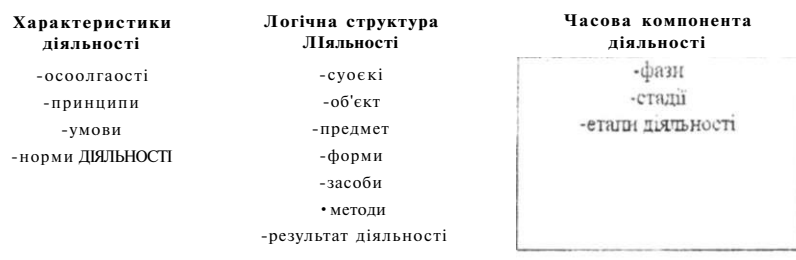 Характеристики
діяльності
-осоолгаості
-принципи
-умови
-норми ДІЯЛЬНОСТІ
Логічна структура
ЛІяльності
-суоєкі
-об'єкт
-предмет
-форми
-засоби
•методи
-результат діяльності
Часова компонента
діяльності
-фази
-стадії
-етапи діяльності